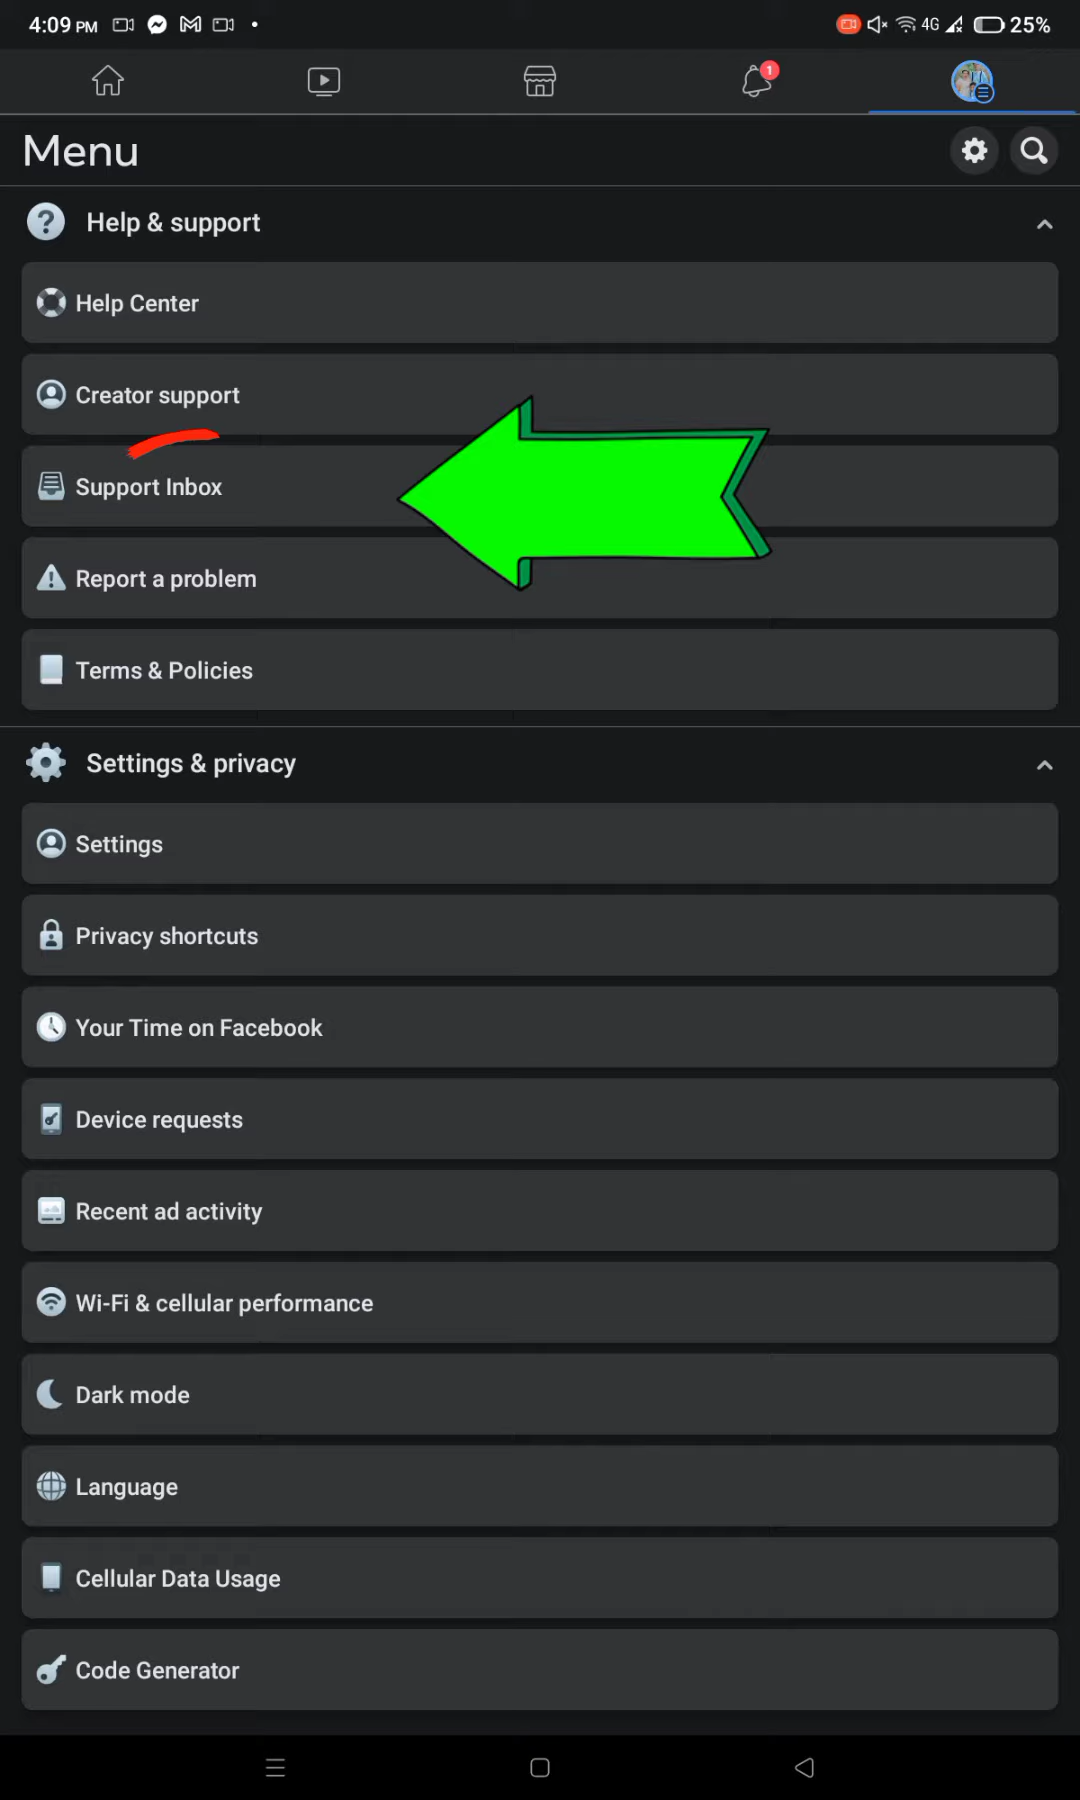 4:09 PM
4G
25%
1
Menu
Help & support
Help Center
Creator support
Support Inbox
Report a problem
Terms & Policies
Settings & privacy
Settings
Privacy shortcuts
Your Time on Facebook
Device requests
Recent ad activity
Wi-Fi & cellular performance
Dark mode
Language
Cellular Data Usage
Code Generator